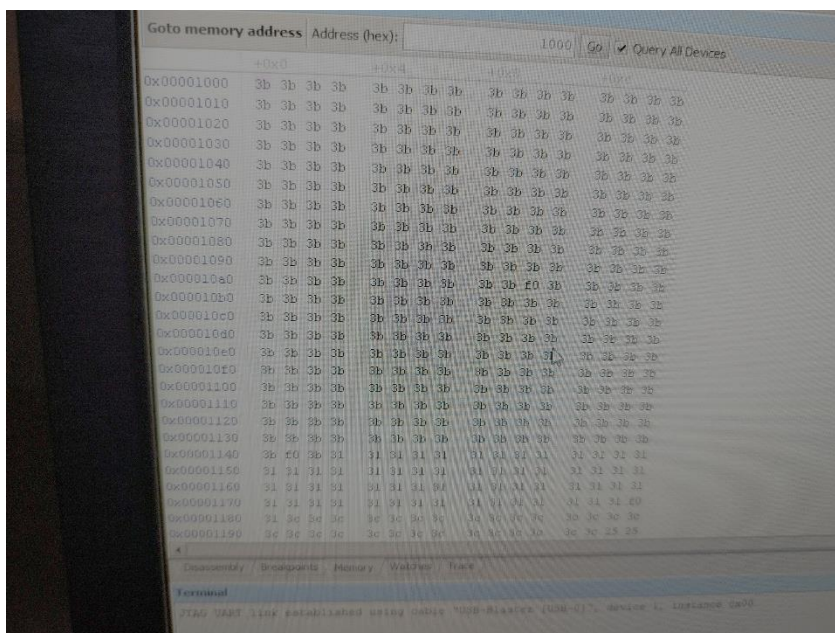 Goto memory address Address (hex): 1000 Go Query All Devices
+0x0 +0x4 +0x8 +0xc
0x00001000 3b 3b 3b 3b 3b 3b 3b 3b 3b 3b 3b 3b 3b 3b 3b 3b
0x00001010 3b 3b 3b 3b 3b 3b 3b 3b 3b 3b 3b 3b 3b 3b 3b 3b
0x00001020 3b 3b 3b 3b 3b 3b 3b 3b 3b 3b 3b 3b 3b 3b 3b 3b
0x00001030 3b 3b 3b 3b 3b 3b 3b 3b 3b 3b 3b 3b 3b 3b 3b 3b
0x00001040 3b 3b 3b 3b 3b 3b 3b 3b 3b 3b 3b 3b 3b 3b 3b 3b
0x00001050 3b 3b 3b 3b 3b 3b 3b 3b 3b 3b 3b 3b 3b 3b 3b 3b
0x00001060 3b 3b 3b 3b 3b 3b 3b 3b 3b 3b 3b 3b 3b 3b 3b 3b
0x00001070 3b 3b 3b 3b 3b 3b 3b 3b 3b 3b 3b 3b 3b 3b 3b 3b
0x00001080 3b 3b 3b 3b 3b 3b 3b 3b 3b 3b 3b 3b 3b 3b 3b 3b
0x00001090 3b 3b 3b 3b 3b 3b 3b 3b 3b 3b 3b 3b 3b 3b 3b 3b
0x000010a0 3b 3b 3b 3b 3b 3b 3b 3b 3b 3b f0 3b 3b 3b 3b 3b
0x000010b0 3b 3b 3b 3b 3b 3b 3b 3b 3b 3b 3b 3b 3b 3b 3b 3b
0x000010c0 3b 3b 3b 3b 3b 3b 3b 3b 3b 3b 3b 3b 3b 3b 3b 3b
0x000010d0 3b 3b 3b 3b 3b 3b 3b 3b 3b 3b 3b 3b 3b 3b 3b 3b
0x000010e0 3b 3b 3b 3b 3b 3b 3b 3b 3b 3b 3b 3b 3b 3b 3b
0x000010f0 3b 3b 3b 3b 3b 3b 3b 3b 3b 3b 3b 3b 3b 3b 3b 3b
0x00001100 3b 3b 3b 3b 3b 3b 3b 3b 3b 3b 3b 3b 3b 3b 3b 3b
0x00001110 3b 3b 3b 3b 3b 3b 3b 3b 3b 3b 3b 3b 3b 3b 3b 3b
0x00001120 3b 3b 3b 3b 3b 3b 3b 3b 3b 3b 3b 3b 3b 3b 3b 3b
0x00001130 3b 3b 3b 3b 3b 3b 3b 3b 3b 3b 3b 3b 3b 3b 3b 3b
0x00001140 3b f0 3b 31 31 31 31 31 31 31 31 31 31 31 31 31
0x00001150 31 31 31 31 31 31 31 31 31 31 31 31 31 31 31 31
0x00001160 31 31 31 31 31 31 31 31 31 31 31 31 31 31 31 31
0x00001170 31 31 31 31 31 31 31 31 31 31 31 31 31 31 31 f0
0x00001180 31 3c 3c 3c 3c 3c 3c 3c 3c 3c 3c 3c 3c 3c 3c 3c
0x00001190 3c 3c 3c 3c 3c 3c 3c 3c 3c 3c 3c 3c 3c 3c 25 25
Disassembly Breakpoints Memory Watches Trace
Terminal
JTAG UART link established using cable "USB-Blaster [USB-0]", device 1, instance 0x00